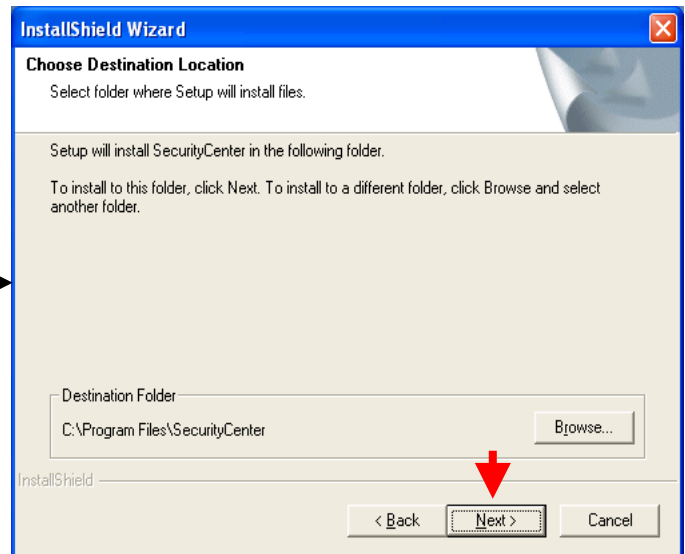 InstallShield Wizard
Choose Destination Location
Select folder where Setup will install files.
Setup will install SecurityCenter in the following folder.
To install to this folder, click Next. To install to a different folder, click Browse and select
another folder.
Destination Folder
C:\Program Files\SecurityCenter
Browse...
InstallShield
< Back
Next >
Cancel